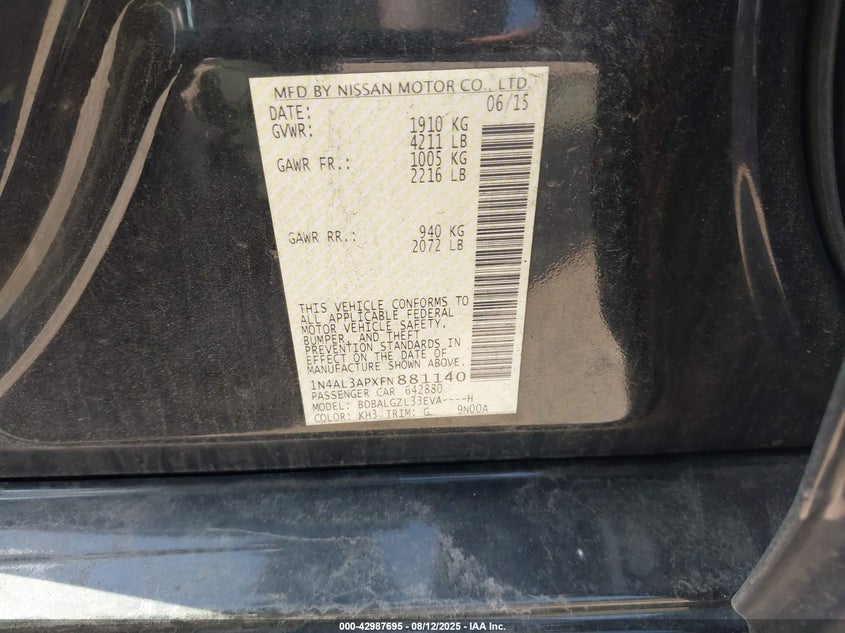 MFD BY NISSAN MOTOR CO., LTD
DATE: 06/15
GVWR: 1910 KG
4211 LB
GAWR FR.: 1005 KG
2216 LB
GAWR RR.: 940 KG
2072 LB
THIS VEHICLE CONFORMS TO
ALL APPLICABLE FEDERAL
MOTOR VEHICLE SAFETY,
BUMPER, AND THEFT
PREVENTION STANDARDS IN
EFFECT ON THE DATE OF
MANUFACTURE SHOWN ABOVE.
1N4AL3APXFN881140
PASSENGER CAR 642880
MODEL: BDBALGZL33EVA----H
COLOR: KH3 TRIM: G 9N00A
000-42987695 - 08/12/2025 - IAA Inc.